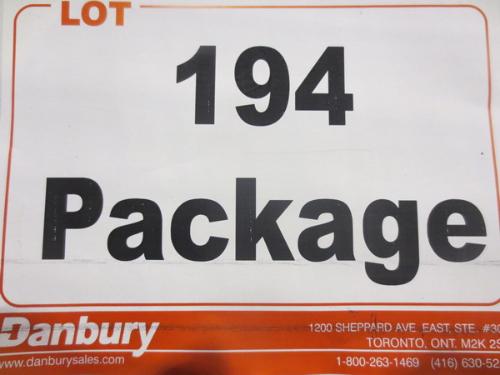 LOT
194
Package
Danbury
www.danburysales.com
1200 SHEPPARD AVE. EAST, STE.
TORONTO, ONT. M2K
1-800-263-1469 (416)